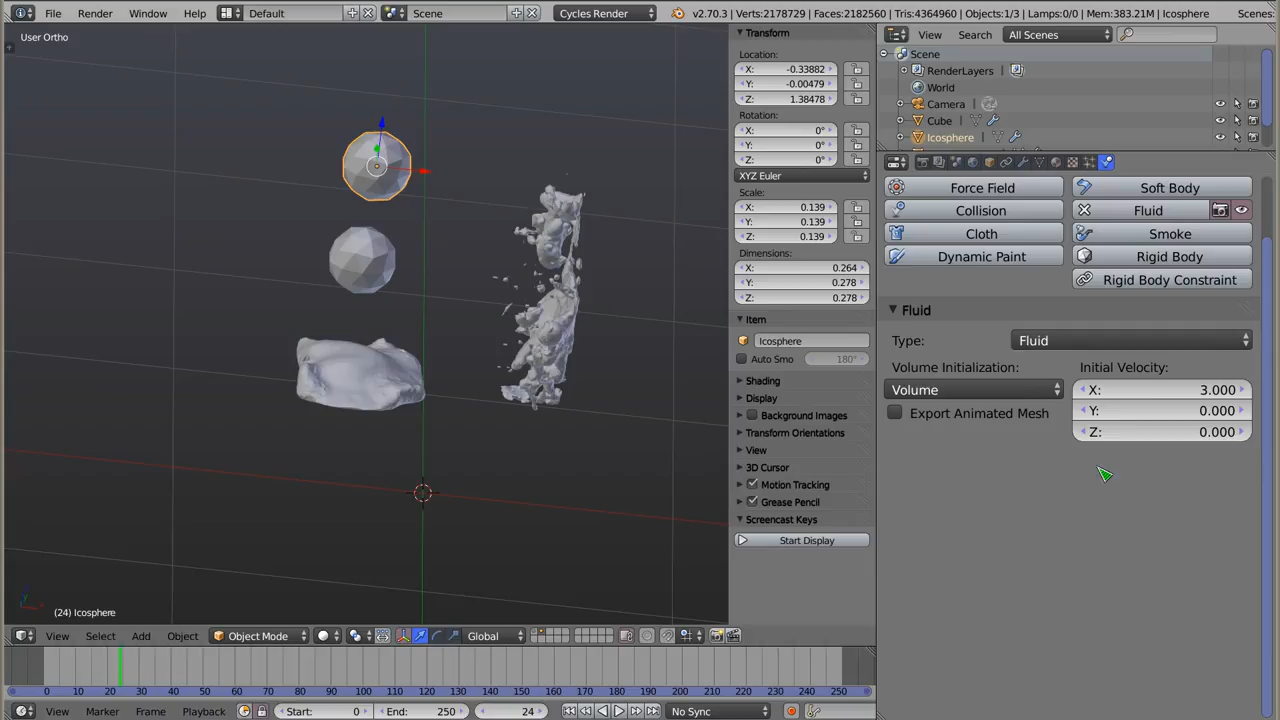 File Render Window Help Default Scene Cycles Render v2.70.3 | Verts:2178729 | Faces:2182560 | Tris:4364960 | Objects:1/3 | Lamps:0/0 | Mem:383.21M | Icosphere Scenes:
User Ortho
Transform
Location:
X: -0.33882
Y: -0.00479
Z: 1.38478
Rotation:
X: 0°
Y: 0°
Z: 0°
XYZ Euler
Scale:
X: 0.139
Y: 0.139
Z: 0.139
Dimensions:
X: 0.264
Y: 0.278
Z: 0.278
Item
Icosphere
Auto Smo 180°
Shading
Display
Background Images
Transform Orientations
View
3D Cursor
Motion Tracking
Grease Pencil
Screencast Keys
Start Display
View Search All Scenes
Scene
RenderLayers
World
Camera
Cube
Icosphere
Force Field Soft Body
Collision Fluid
Cloth Smoke
Dynamic Paint Rigid Body
Rigid Body Constraint
Fluid
Type: Fluid
Volume Initialization: Initial Velocity:
Volume X: 3.000
Export Animated Mesh Y: 0.000
Z: 0.000
(24) Icosphere
View Select Add Object Object Mode Global
0 10 20 30 40 50 60 70 80 90 100 110 120 130 140 150 160 170 180 190 200 210 220 230 240 250
View Marker Frame Playback Start: 0 End: 250 24 No Sync